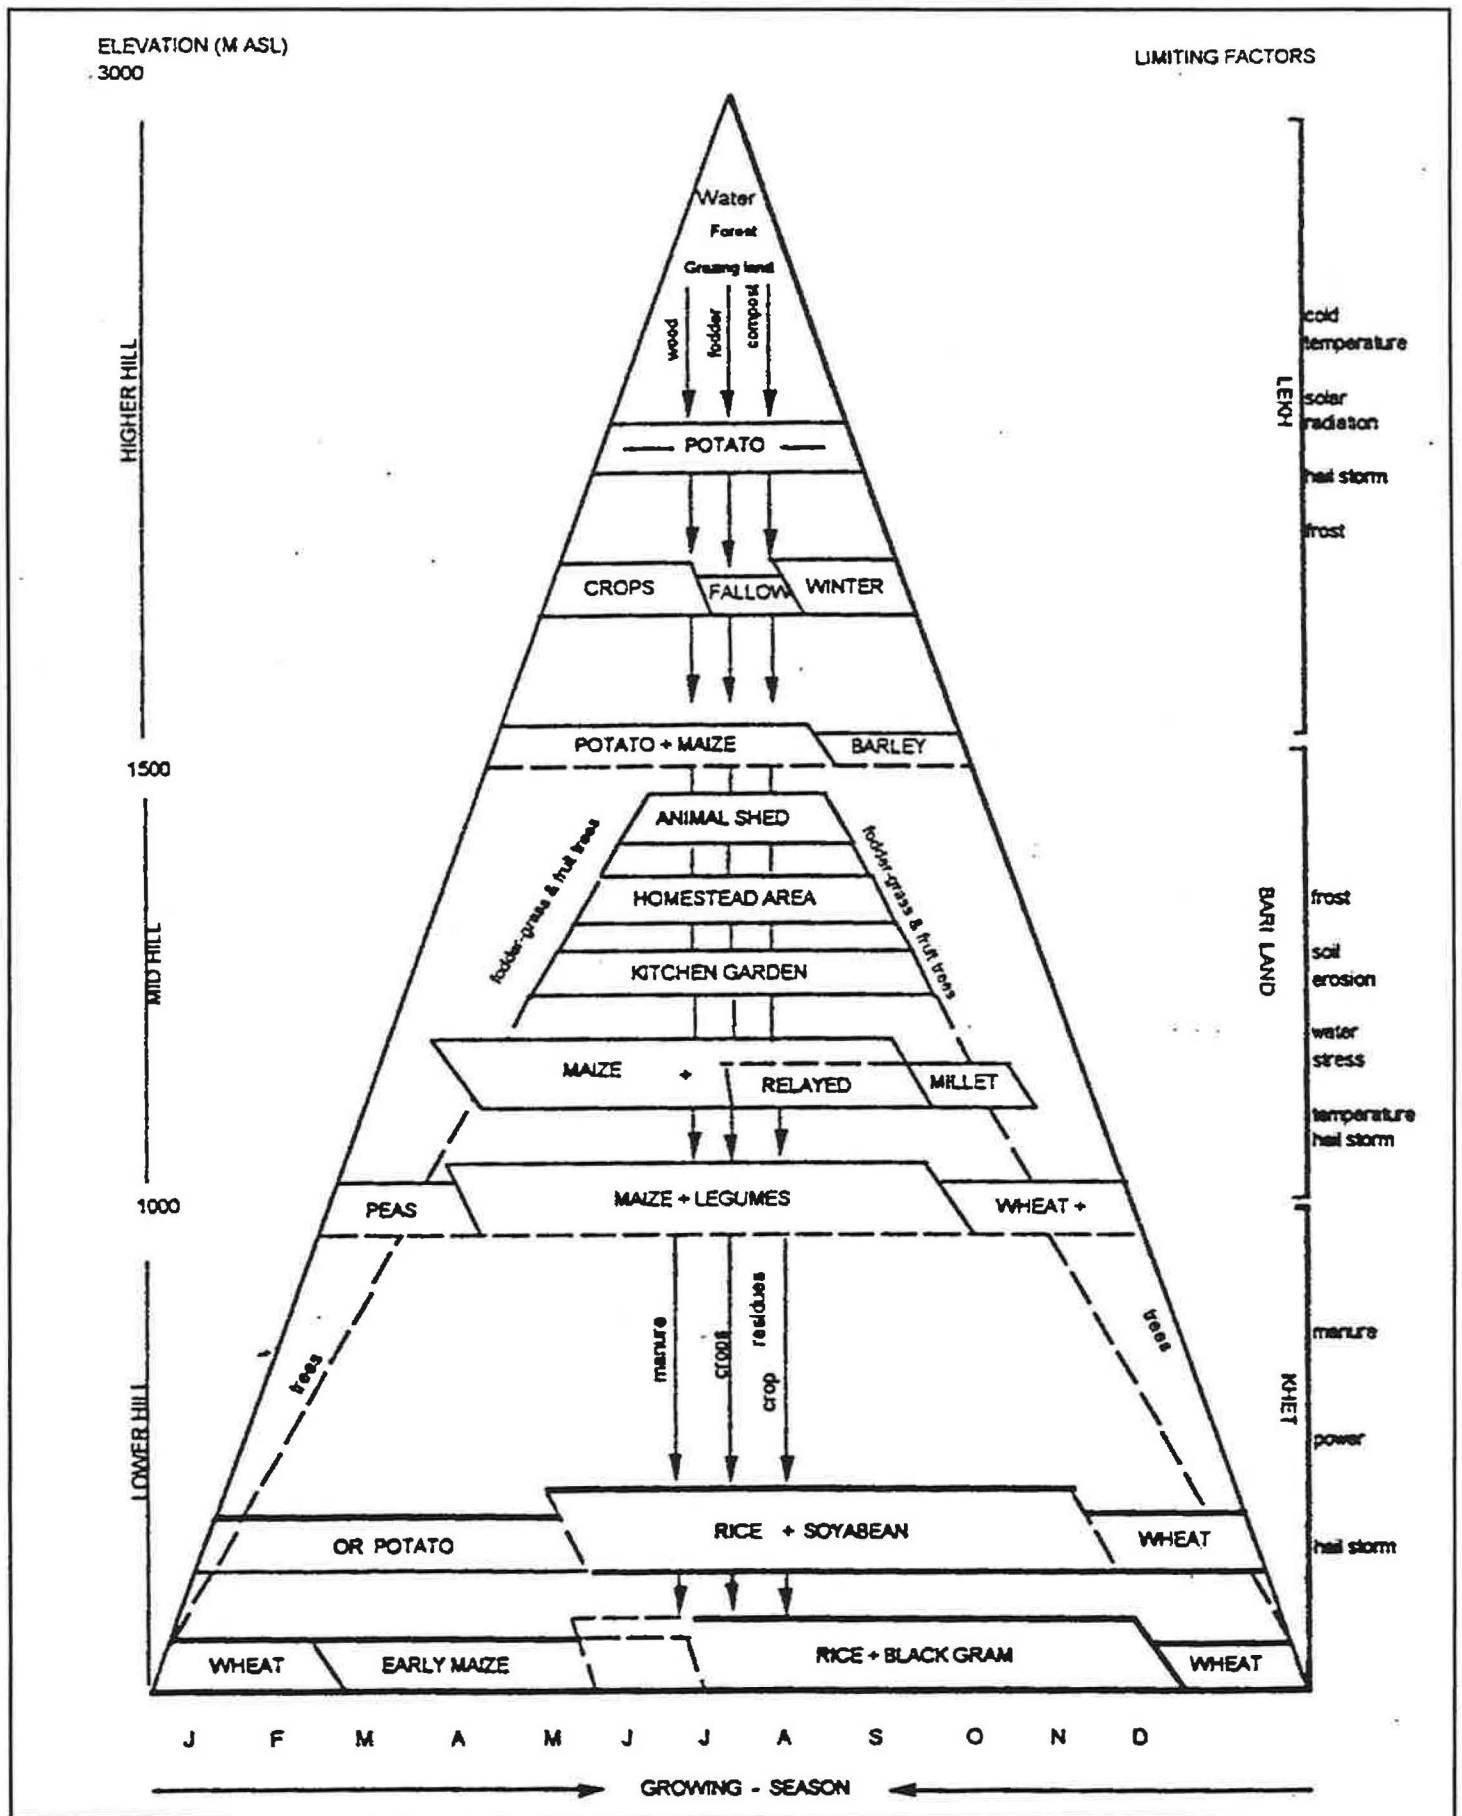 ELEVATION (M ASL)
3000
LIMITING FACTORS
Water
Forest
Grazing land
wood
fodder
compost
HIGHER HILL
LEKH
cold
temperature
solar
radiation
hail storm
frost
— POTATO —
CROPS
FALLOW
WINTER
POTATO + MAIZE
BARLEY
1500
ANIMAL SHED
HOMESTEAD AREA
KITCHEN GARDEN
fodder-grass & fruit trees
fodder-grass & fruit trees
MID HILL
BARI LAND
frost
soil
erosion
water
stress
temperature
hail storm
MAIZE +
RELAYED
MILLET
1000
PEAS
MAIZE + LEGUMES
WHEAT +
manure
crops
crop residues
trees
trees
LOWER HILL
KHET
manure
power
hail storm
OR POTATO
RICE + SOYABEAN
WHEAT
WHEAT
EARLY MAIZE
RICE + BLACK GRAM
WHEAT
J F M A M J J A S O N D
GROWING - SEASON